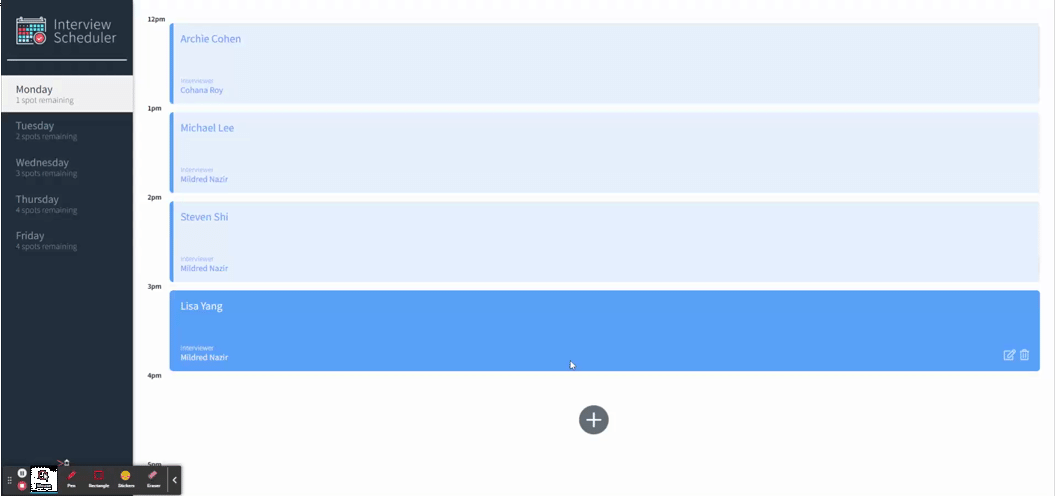 Interview
Scheduler
Monday
1 spot remaining
Tuesday
2 spots remaining
Wednesday
3 spots remaining
Thursday
4 spots remaining
Friday
4 spots remaining
12pm
Archie Cohen
Interviewer
Cohana Roy
1pm
Michael Lee
Interviewer
Mildred Nazir
2pm
Steven Shi
Interviewer
Mildred Nazir
3pm
Lisa Yang
Interviewer
Mildred Nazir
4pm
5pm
Pen
Rectangle
Stickers
Eraser